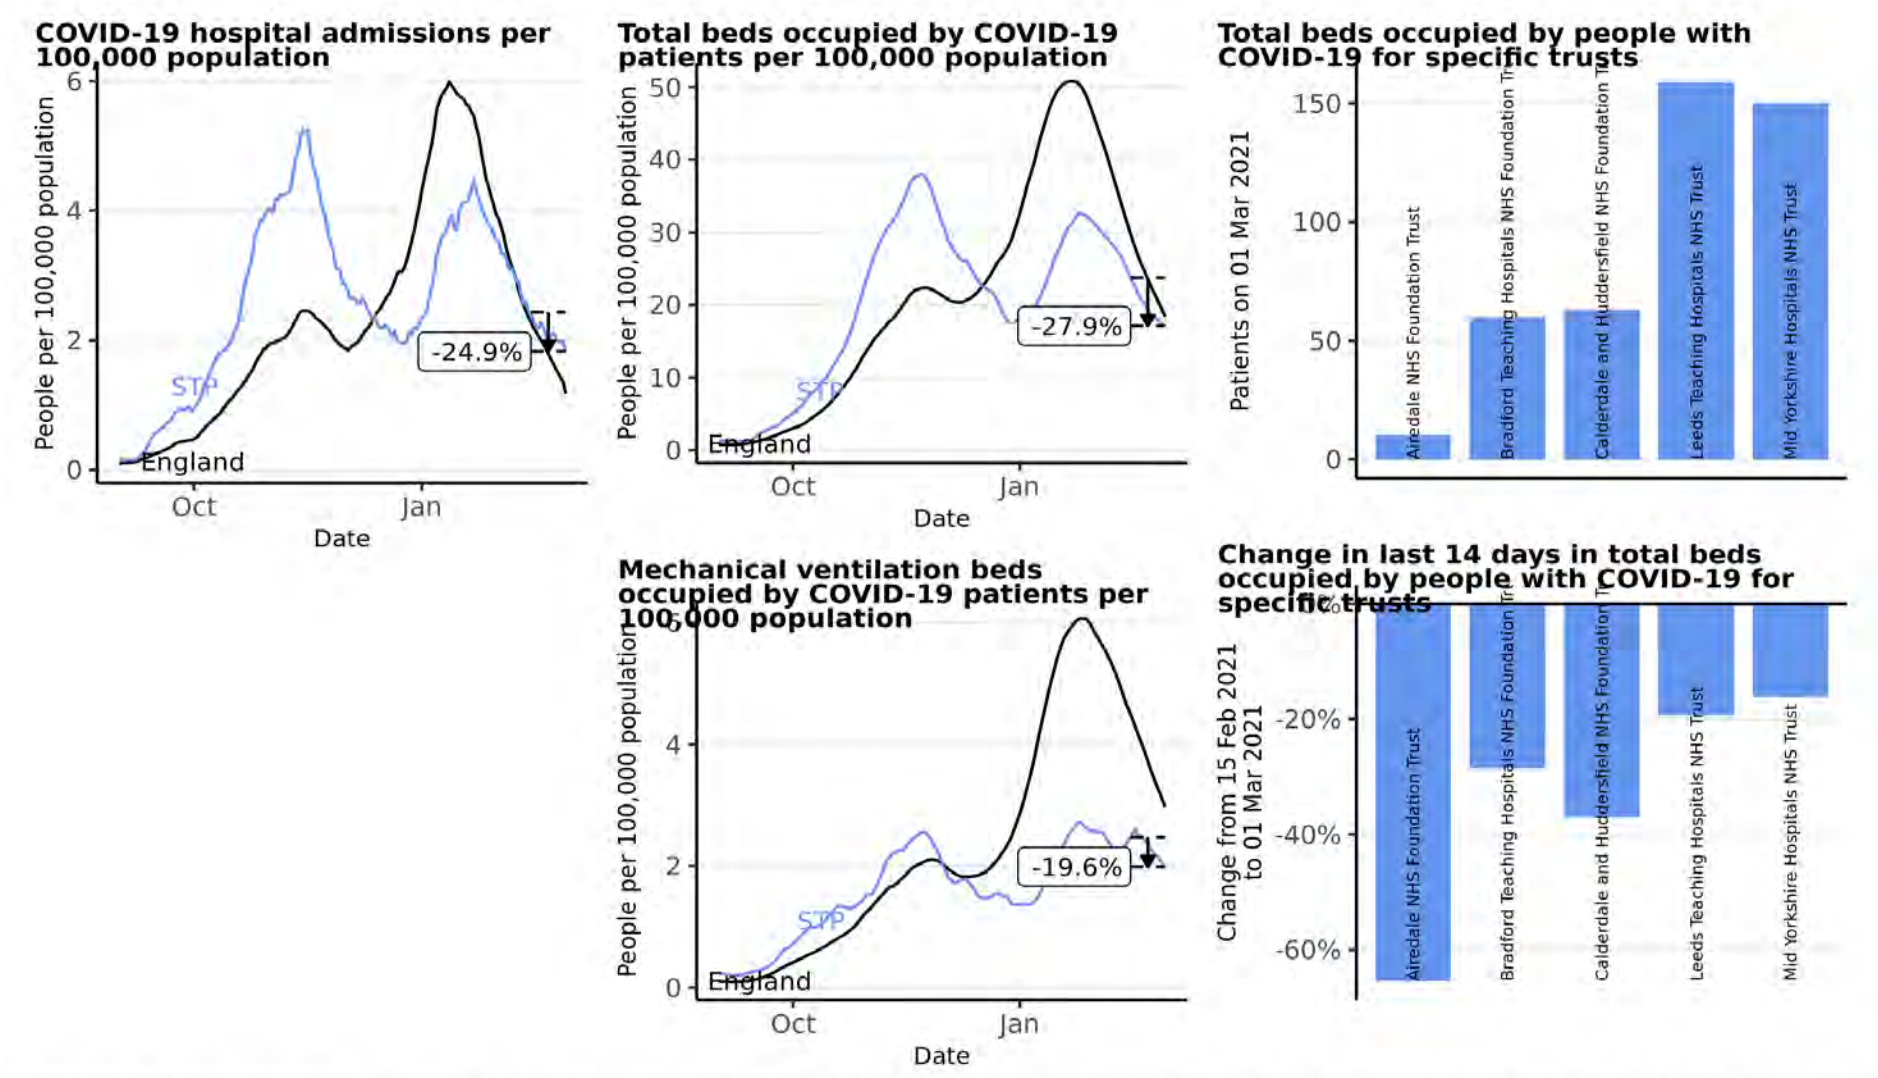 COVID-19 hospital admissions per
100,000 population
People per 100,000 population
6
4
2
0
STP
England
-24.9%
Oct
Jan
Date
Total beds occupied by COVID-19
patients per 100,000 population
People per 100,000 population
50
40
30
20
10
0
STP
England
-27.9%
Oct
Jan
Date
Total beds occupied by people with
COVID-19 for specific trusts
Patients on 01 Mar 2021
150
100
50
0
Airedale NHS Foundation Trust
Bradford Teaching Hospitals NHS Foundation Tr
Calderdale and Huddersfield NHS Foundation T
Leeds Teaching Hospitals NHS Trust
Mid Yorkshire Hospitals NHS Trust
Mechanical ventilation beds
occupied by COVID-19 patients per
100,000 population
People per 100,000 population
6
4
2
0
STP
England
-19.6%
Oct
Jan
Date
Change in last 14 days in total beds
occupied by people with COVID-19 for
specific trusts
Change from 15 Feb 2021
to 01 Mar 2021
0%
-20%
-40%
-60%
Airedale NHS Foundation Trust
Bradford Teaching Hospitals NHS Foundation Tr
Calderdale and Huddersfield NHS Foundation T
Leeds Teaching Hospitals NHS Trust
Mid Yorkshire Hospitals NHS Trust